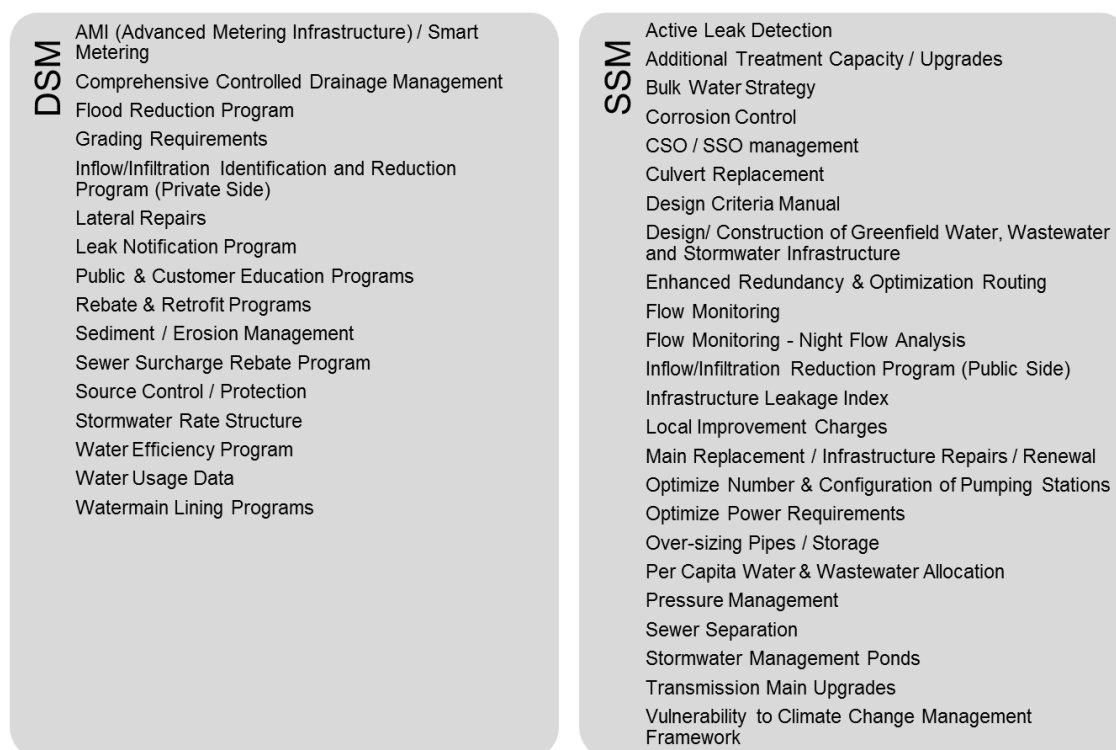 DSM
AMI (Advanced Metering Infrastructure) / Smart
Metering
Comprehensive Controlled Drainage Management
Flood Reduction Program
Grading Requirements
Inflow/Infiltration Identification and Reduction
Program (Private Side)
Lateral Repairs
Leak Notification Program
Public & Customer Education Programs
Rebate & Retrofit Programs
Sediment / Erosion Management
Sewer Surcharge Rebate Program
Source Control / Protection
Stormwater Rate Structure
Water Efficiency Program
Water Usage Data
Watermain Lining Programs
SSM
Active Leak Detection
Additional Treatment Capacity / Upgrades
Bulk Water Strategy
Corrosion Control
CSO / SSO management
Culvert Replacement
Design Criteria Manual
Design/ Construction of Greenfield Water, Wastewater
and Stormwater Infrastructure
Enhanced Redundancy & Optimization Routing
Flow Monitoring
Flow Monitoring - Night Flow Analysis
Inflow/Infiltration Reduction Program (Public Side)
Infrastructure Leakage Index
Local Improvement Charges
Main Replacement / Infrastructure Repairs / Renewal
Optimize Number & Configuration of Pumping Stations
Optimize Power Requirements
Over-sizing Pipes / Storage
Per Capita Water & Wastewater Allocation
Pressure Management
Sewer Separation
Stormwater Management Ponds
Transmission Main Upgrades
Vulnerability to Climate Change Management
Framework